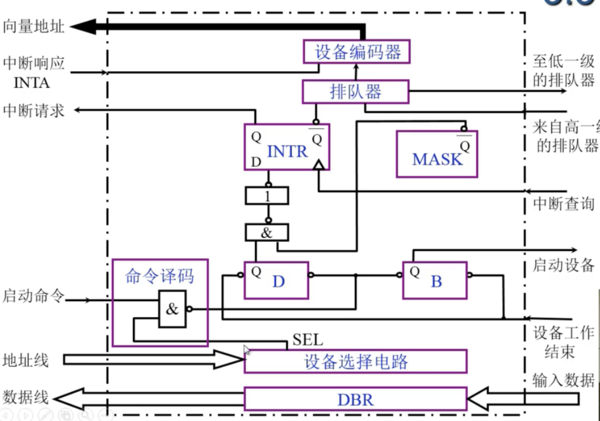 向量地址
设备编码器
中断响应
INTA
至低一级
的排队器
排队器
中断请求
来自高一
的排队器
Q
Q
D
INTR
Q
MASK
1
中断查询
&
命令译码
Q
D
Q
B
启动设备
启动命令
&
设备工作
结束
SEL
地址线
设备选择电路
输入数据
数据线
DBR